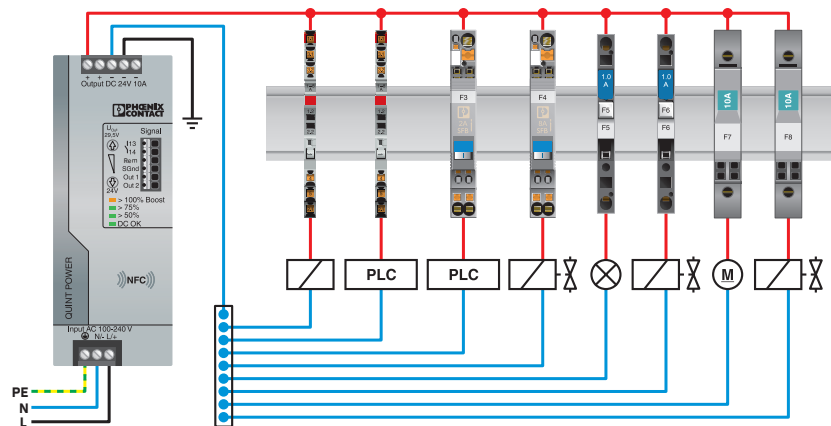 + + − − −
Output DC 24V 10A
PHŒNIX
CONTACT
UOut
29,5V
24V
Signal
13
14
Rem
SGnd
Out 1
Out 2
> 100% Boost
> 75%
> 50%
DC OK
NFC
QUINT POWER
Input AC 100-240 V
N/- L/+
PE
N
L
F3
F4
1.0
A
F5
F5
1.0
A
F6
F6
10A
F7
10A
F8
PLC
PLC
M